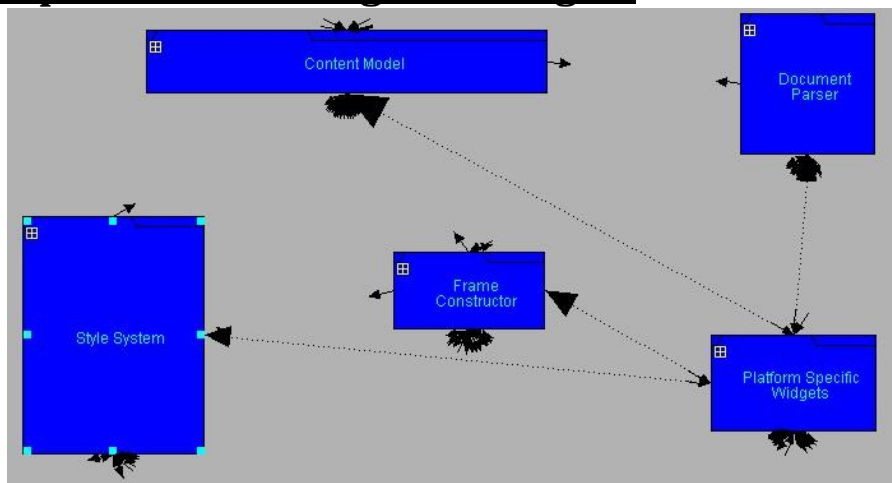 Content Model
Document
Parser
Frame
Constructor
Style System
Platform Specific
Widgets